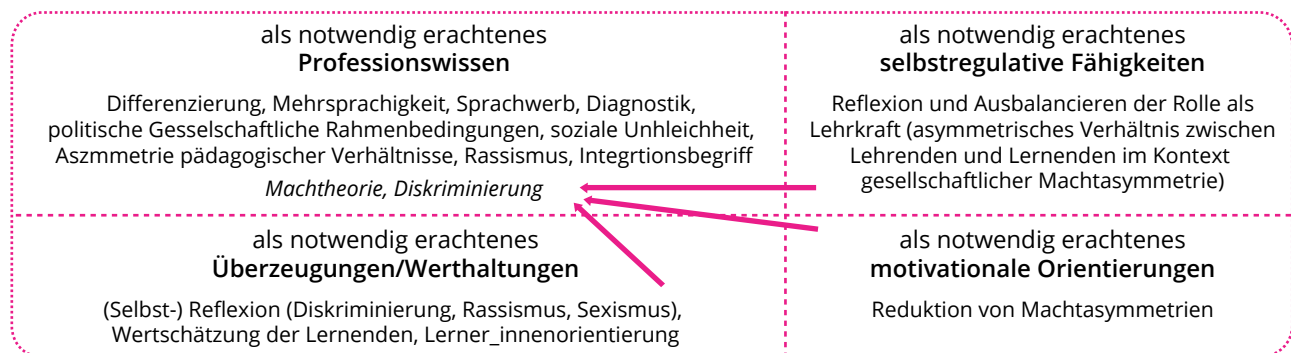 als notwendig erachtenes
Professionswissen
Differenzierung, Mehrsprachigkeit, Sprachwerb, Diagnostik,
politische Gesselschaftliche Rahmenbedingungen, soziale Unhleichheit,
Aszmmetrie pädagogischer Verhältnisse, Rassismus, Integrtionsbegriff
Machtheorie, Diskriminierung
als notwendig erachtenes
selbstregulative Fähigkeiten
Reflexion und Ausbalancieren der Rolle als
Lehrkraft (asymmetrisches Verhältnis zwischen
Lehrenden und Lernenden im Kontext
gesellschaftlicher Machtasymmetrie)
als notwendig erachtenes
Überzeugungen/Werthaltungen
(Selbst-) Reflexion (Diskriminierung, Rassismus, Sexismus),
Wertschätzung der Lernenden, Lerner_innenorientierung
als notwendig erachtenes
motivationale Orientierungen
Reduktion von Machtasymmetrien